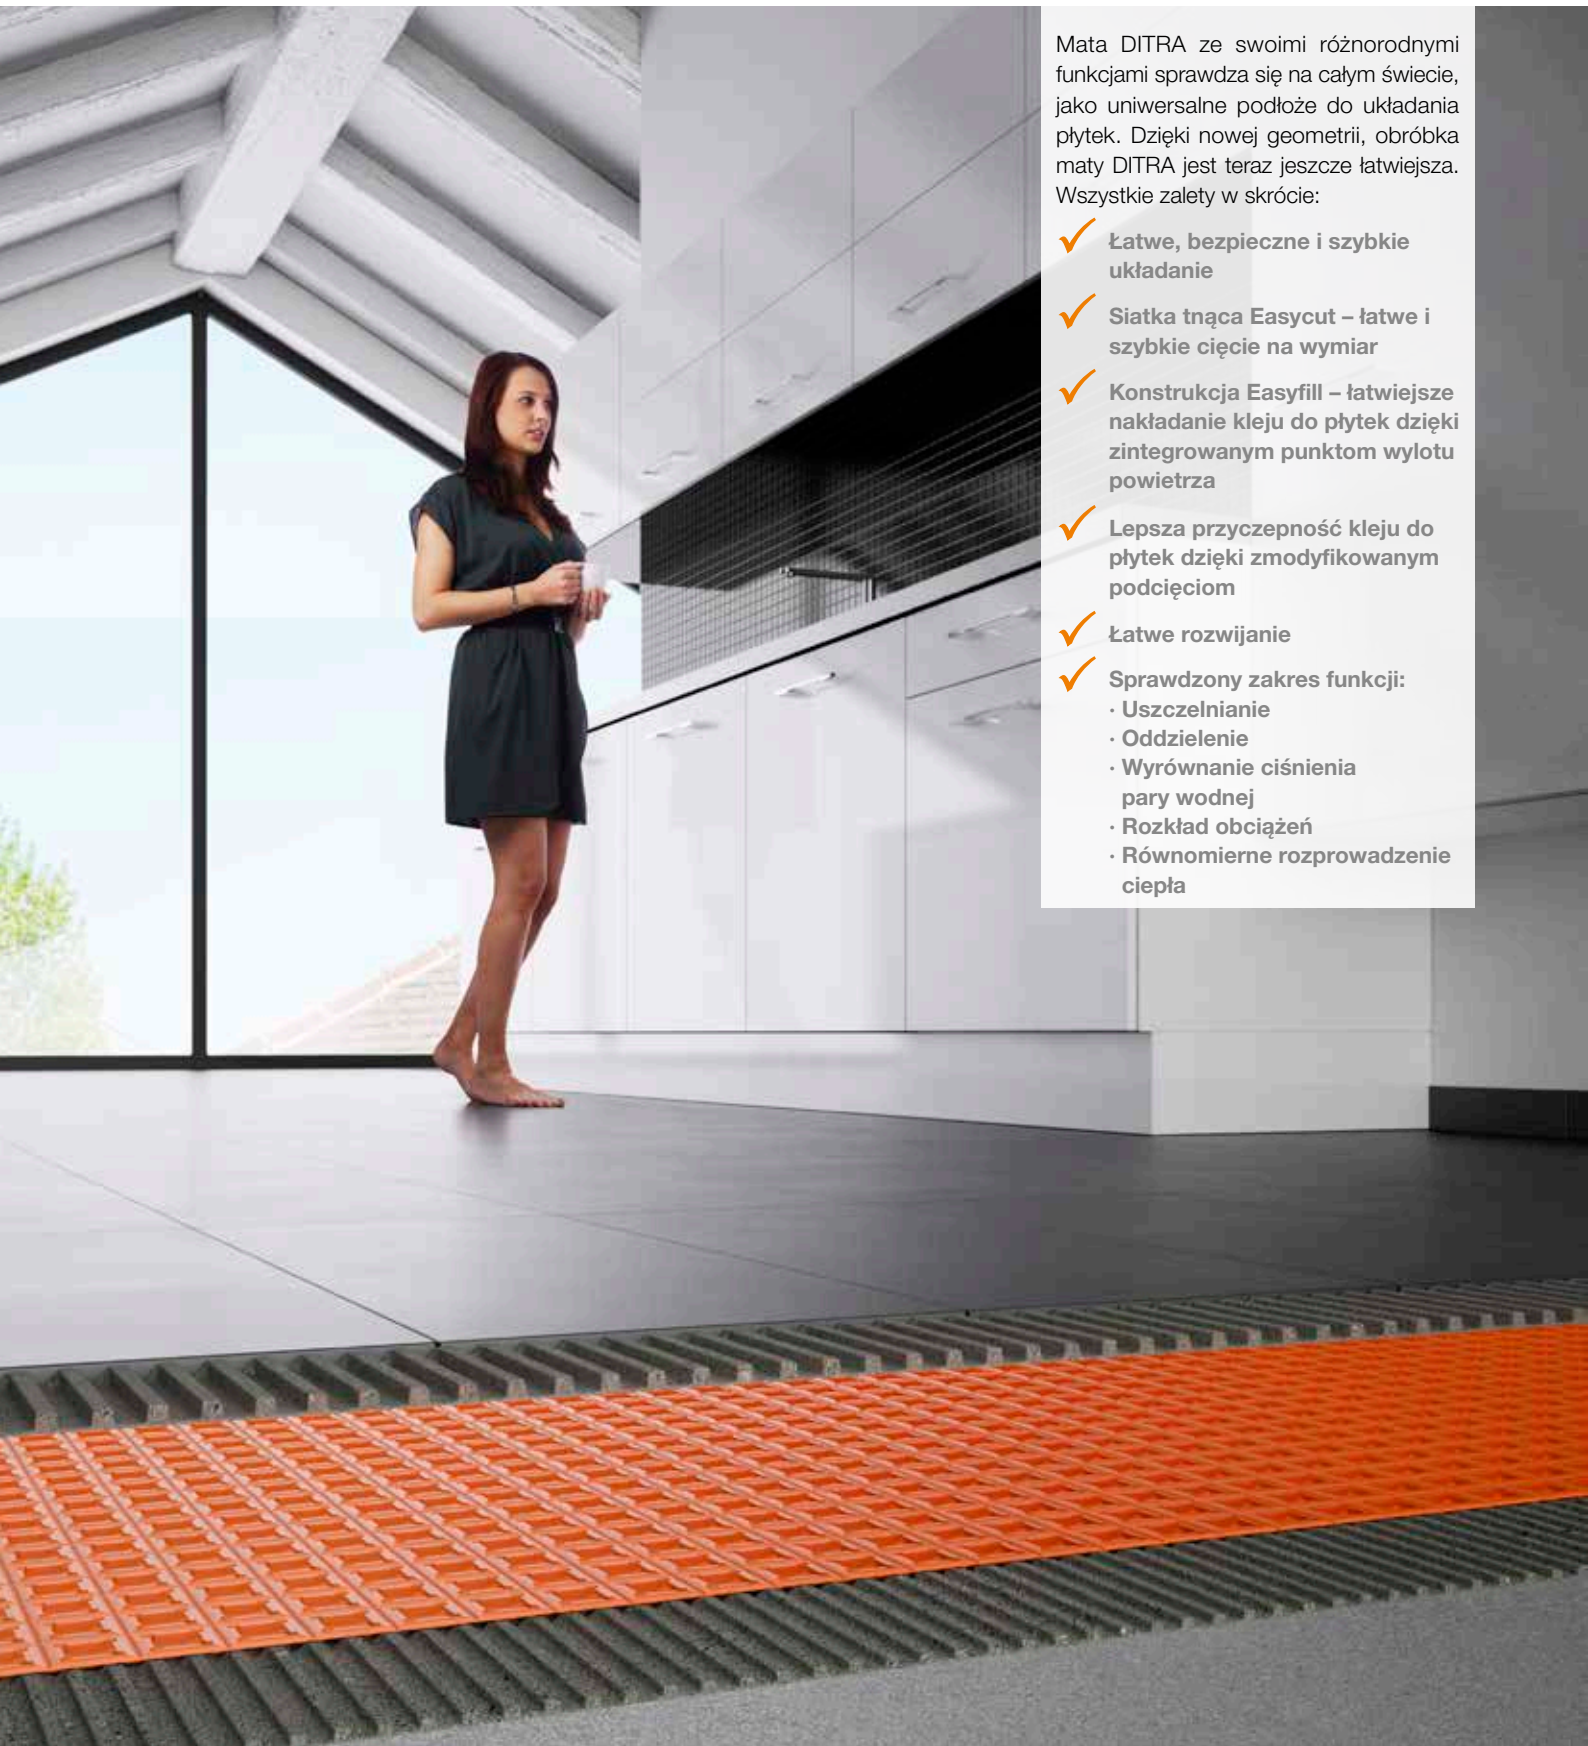 Mata DITRA ze swoimi różnorodnymi
funkcjami sprawdza się na całym świecie,
jako uniwersalne podłoże do układania
płytek. Dzięki nowej geometrii, obróbka
maty DITRA jest teraz jeszcze łatwiejsza.
Wszystkie zalety w skrócie:
Łatwe, bezpieczne i szybkie
układanie
Siatka tnąca Easycut – łatwe i
szybkie cięcie na wymiar
Konstrukcja Easyfill – łatwiejsze
nakładanie kleju do płytek dzięki
zintegrowanym punktom wylotu
powietrza
Lepsza przyczepność kleju do
płytek dzięki zmodyfikowanym
podcięciom
Łatwe rozwijanie
Sprawdzony zakres funkcji:
· Uszczelnianie
· Oddzielenie
· Wyrównanie ciśnienia
pary wodnej
· Rozkład obciążeń
· Równomierne rozprowadzenie
ciepła